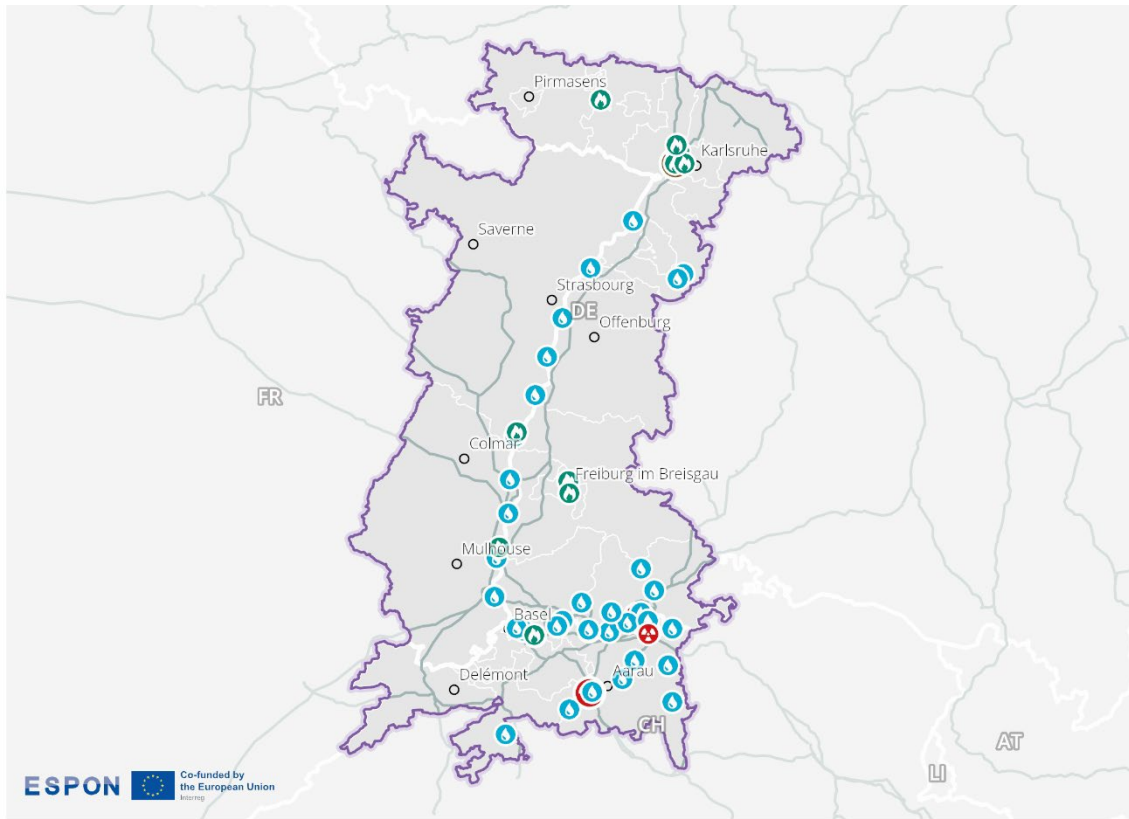 Pirmasens
Karlsruhe
Saverne
Strasbourg
DE
Offenburg
FR
Colmar
Freiburg im Breisgau
Mulhouse
Basel
Delémont
Aarau
CH
AT
LI
ESPON
Co-funded by
the European Union
Interreg